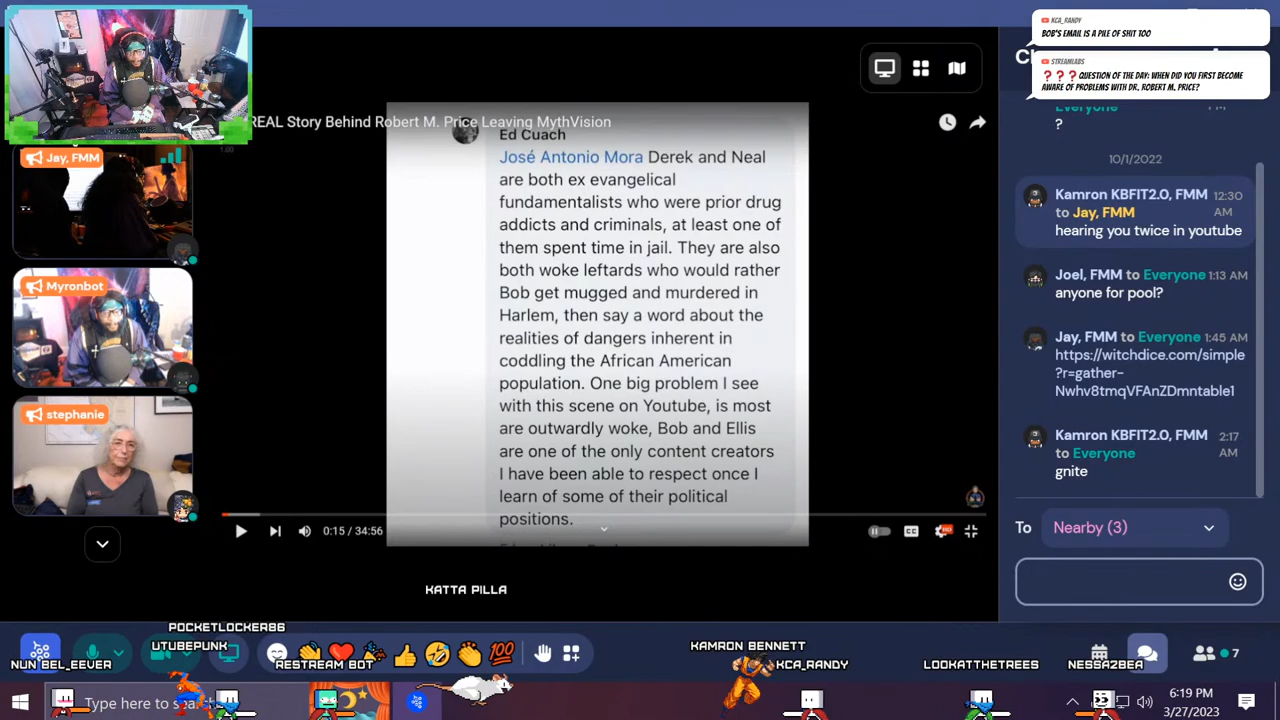 KCA_RANDY
BOB'S EMAIL IS A PILE OF SHIT TOO
STREAMLABS
❓❓❓QUESTION OF THE DAY: WHEN DID YOU FIRST BECOME
AWARE OF PROBLEMS WITH DR. ROBERT M. PRICE?
REAL Story Behind Robert M. Price Leaving MythVision
Ed Cuach
José Antonio Mora Derek and Neal
are both ex evangelical
fundamentalists who were prior drug
addicts and criminals, at least one of
them spent time in jail. They are also
both woke leftards who would rather
Bob get mugged and murdered in
Harlem, then say a word about the
realities of dangers inherent in
coddling the African American
population. One big problem I see
with this scene on Youtube, is most
are outwardly woke, Bob and Ellis
are one of the only content creators
I have been able to respect once I
learn of some of their political
positions.
0:15 / 34:56
CC
HD
Jay, FMM
Myronbot
stephanie
Everyone
?
10/1/2022
Kamron KBFIT2.0, FMM 12:30
to Jay, FMM AM
hearing you twice in youtube
Joel, FMM to Everyone 1:13 AM
anyone for pool?
Jay, FMM to Everyone 1:45 AM
https://witchdice.com/simple
?r=gather-
Nwhv8tmqVFAnZDmntable1
Kamron KBFIT2.0, FMM 2:17
to Everyone AM
gnite
To Nearby (3)
KATTA PILLA
POCKETLOCKER86
UTUBEPUNK
NUN BEL_EEVER
RESTREAM BOT
KAMRON BENNETT
KCA_RANDY
LOOKATTHETREES
NESSA2BEA
100
7
Type here to sea
6:19 PM
3/27/2023